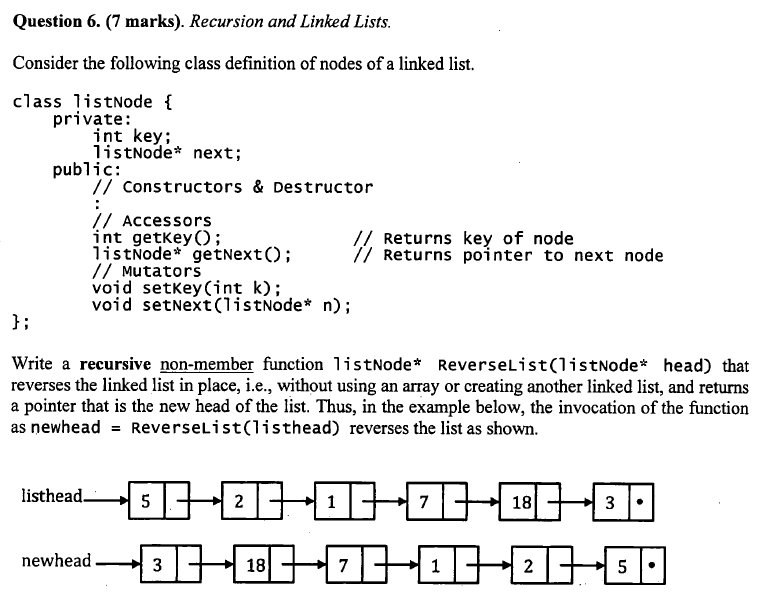 Question 6. (7 marks). Recursion and Linked Lists.
Consider the following class definition of nodes of a linked list.
class listNode {
    private:
        int key;
        listNode* next;
    public:
        // Constructors & Destructor
        :
        // Accessors
        int getKey();             // Returns key of node
        listNode* getNext();      // Returns pointer to next node
        // Mutators
        void setKey(int k);
        void setNext(listNode* n);
};
Write a recursive non-member function listNode* ReverseList(listNode* head) that
reverses the linked list in place, i.e., without using an array or creating another linked list, and returns
a pointer that is the new head of the list. Thus, in the example below, the invocation of the function
as newhead = ReverseList(listhead) reverses the list as shown.
listhead 5 2 1 7 18 3
newhead 3 18 7 1 2 5